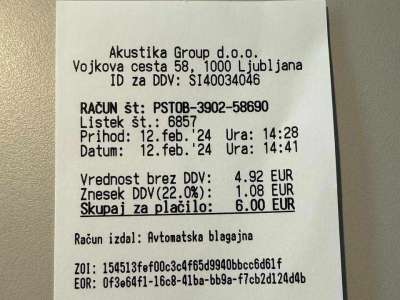 Akustika Group d.o.o.
Vojkova cesta 58, 1000 Ljubljana
ID za DDV: SI40034046
RAČUN št: PSTOB-3902-58690
Listek št.: 6857
Prihod: 12.feb.'24 Ura: 14:28
Datum: 12.feb.'24 Ura: 14:41
Vrednost brez DDV: 4.92 EUR
Znesek DDV(22.0%): 1.08 EUR
Skupaj za plačilo: 6.00 EUR
Račun izdal: Avtomatska blagajna
ZOI: 154513fef00c3c4f65d9940bbcc6d61f
EOR: 0f3e64f1-16c8-41ba-bb9a-f7cb2d124d4b